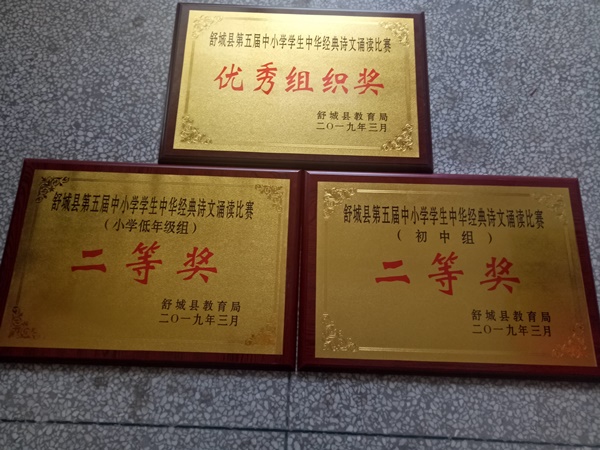 舒城县第五届中小学学生中华经典诗文诵读比赛
优秀组织奖
舒城县教育局
二〇一九年三月
舒城县第五届中小学学生中华经典诗文诵读比赛
（小学低年级组）
二等奖
舒城县教育局
二〇一九年三月
舒城县第五届中小学学生中华经典诗文诵读比赛
（初中组）
二等奖
舒城县教育局
二〇一九年三月